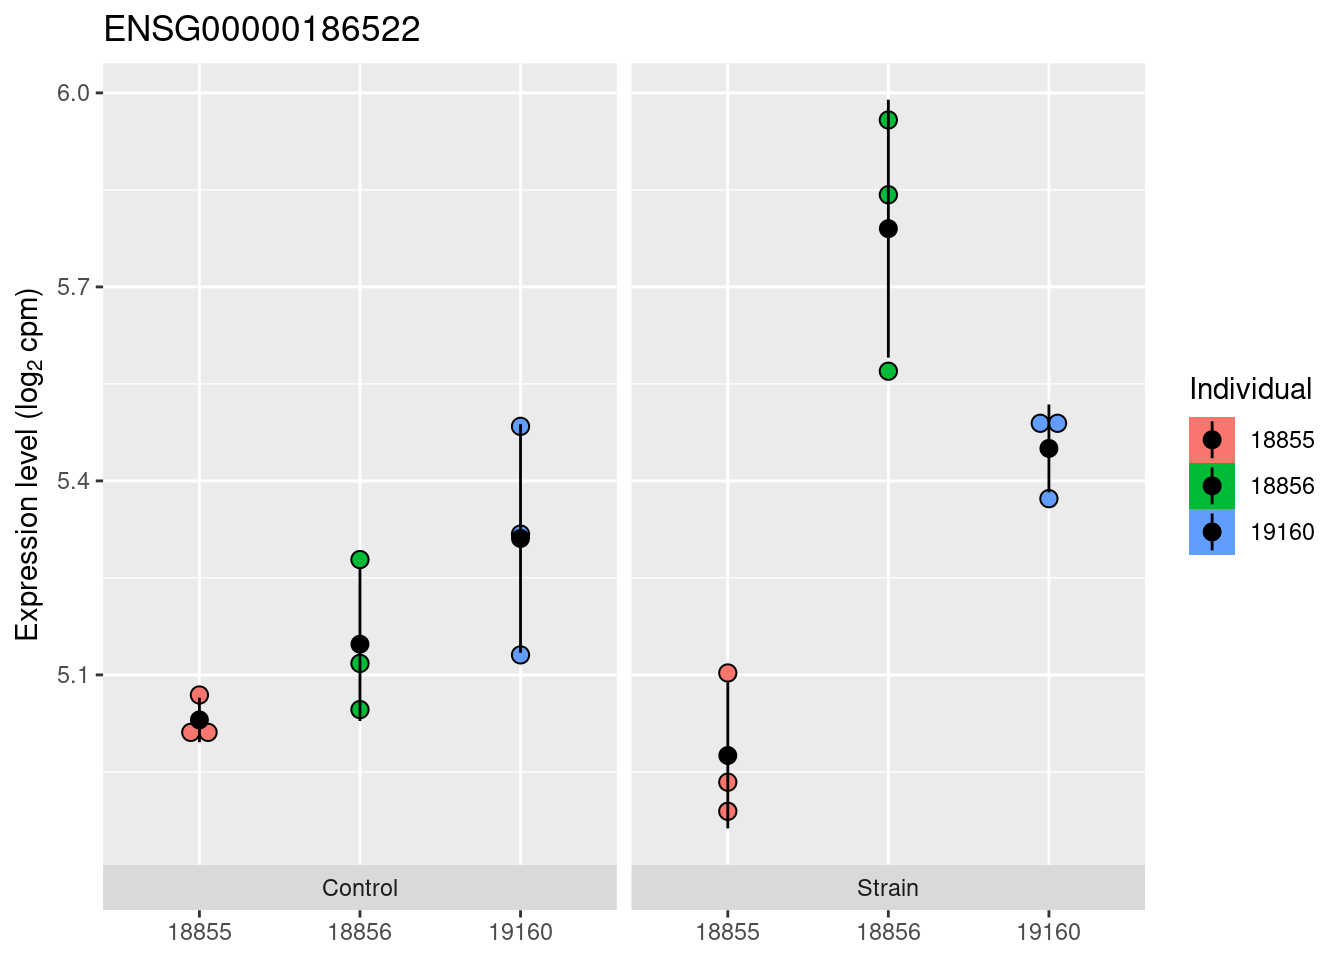 ENSG00000186522
Expression level (log₂ cpm)
6.0
5.7
5.4
5.1
Control
Strain
18855
18856
19160
18855
18856
19160
Individual
18855
18856
19160